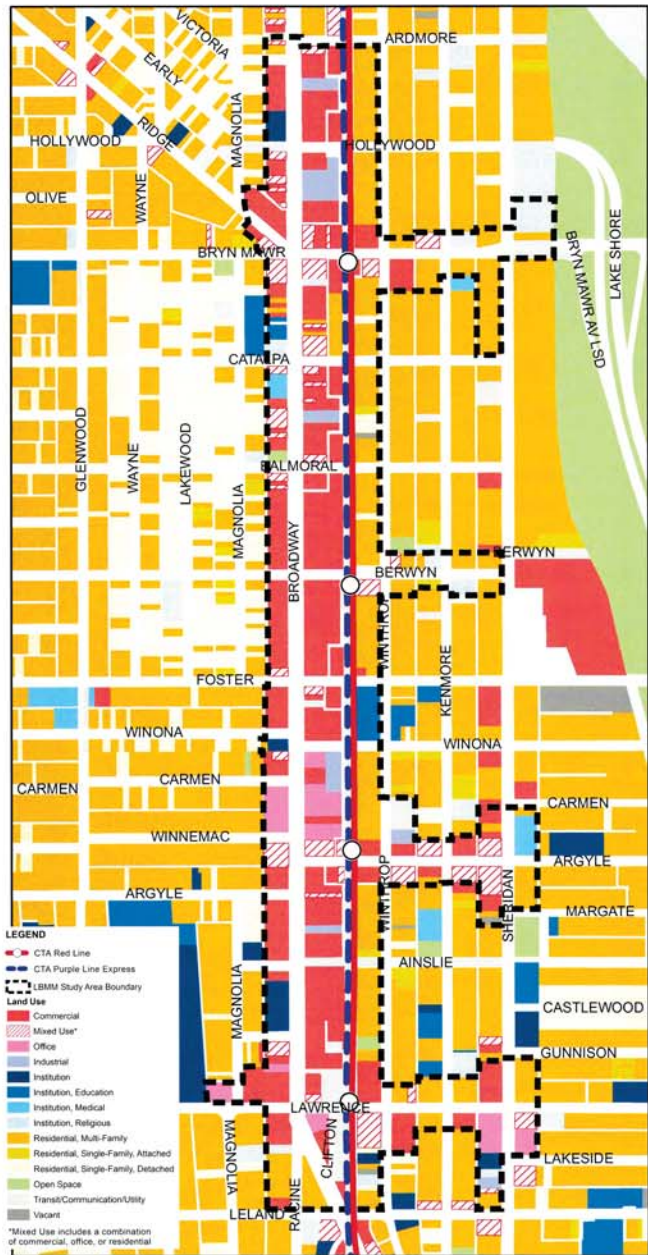 VICTORIA
ARDMORE
EARLY
MAGNOLIA
RIDGE
HOLLYWOOD
HOLLYWOOD
OLIVE
WAYNE
BRYN MAWR
LAKE SHORE
BRYN MAWR AV LSD
CATALPA
GLENWOOD
WAYNE
LAKEWOOD
BALMORAL
MAGNOLIA
BROADWAY
BERWYN
BERWYN
WINTHROP
KENMORE
FOSTER
WINONA
WINONA
CARMEN
CARMEN
CARMEN
WINNEMAC
ARGYLE
ARGYLE
WINTHROP
SHERIDAN
MARGATE
AINSLIE
MAGNOLIA
CASTLEWOOD
GUNNISON
LAWRENCE
CLIFTON
MAGNOLIA
LAKESIDE
RACINE
LELAND
LEGEND
CTA Red Line
CTA Purple Line Express
LBMM Study Area Boundary
Land Use
Commercial
Mixed Use*
Office
Industrial
Institution
Institution, Education
Institution, Medical
Institution, Religious
Residential, Multi-Family
Residential, Single-Family, Attached
Residential, Single-Family, Detached
Open Space
Transit/Communication/Utility
Vacant
*Mixed Use includes a combination
of commercial, office, or residential